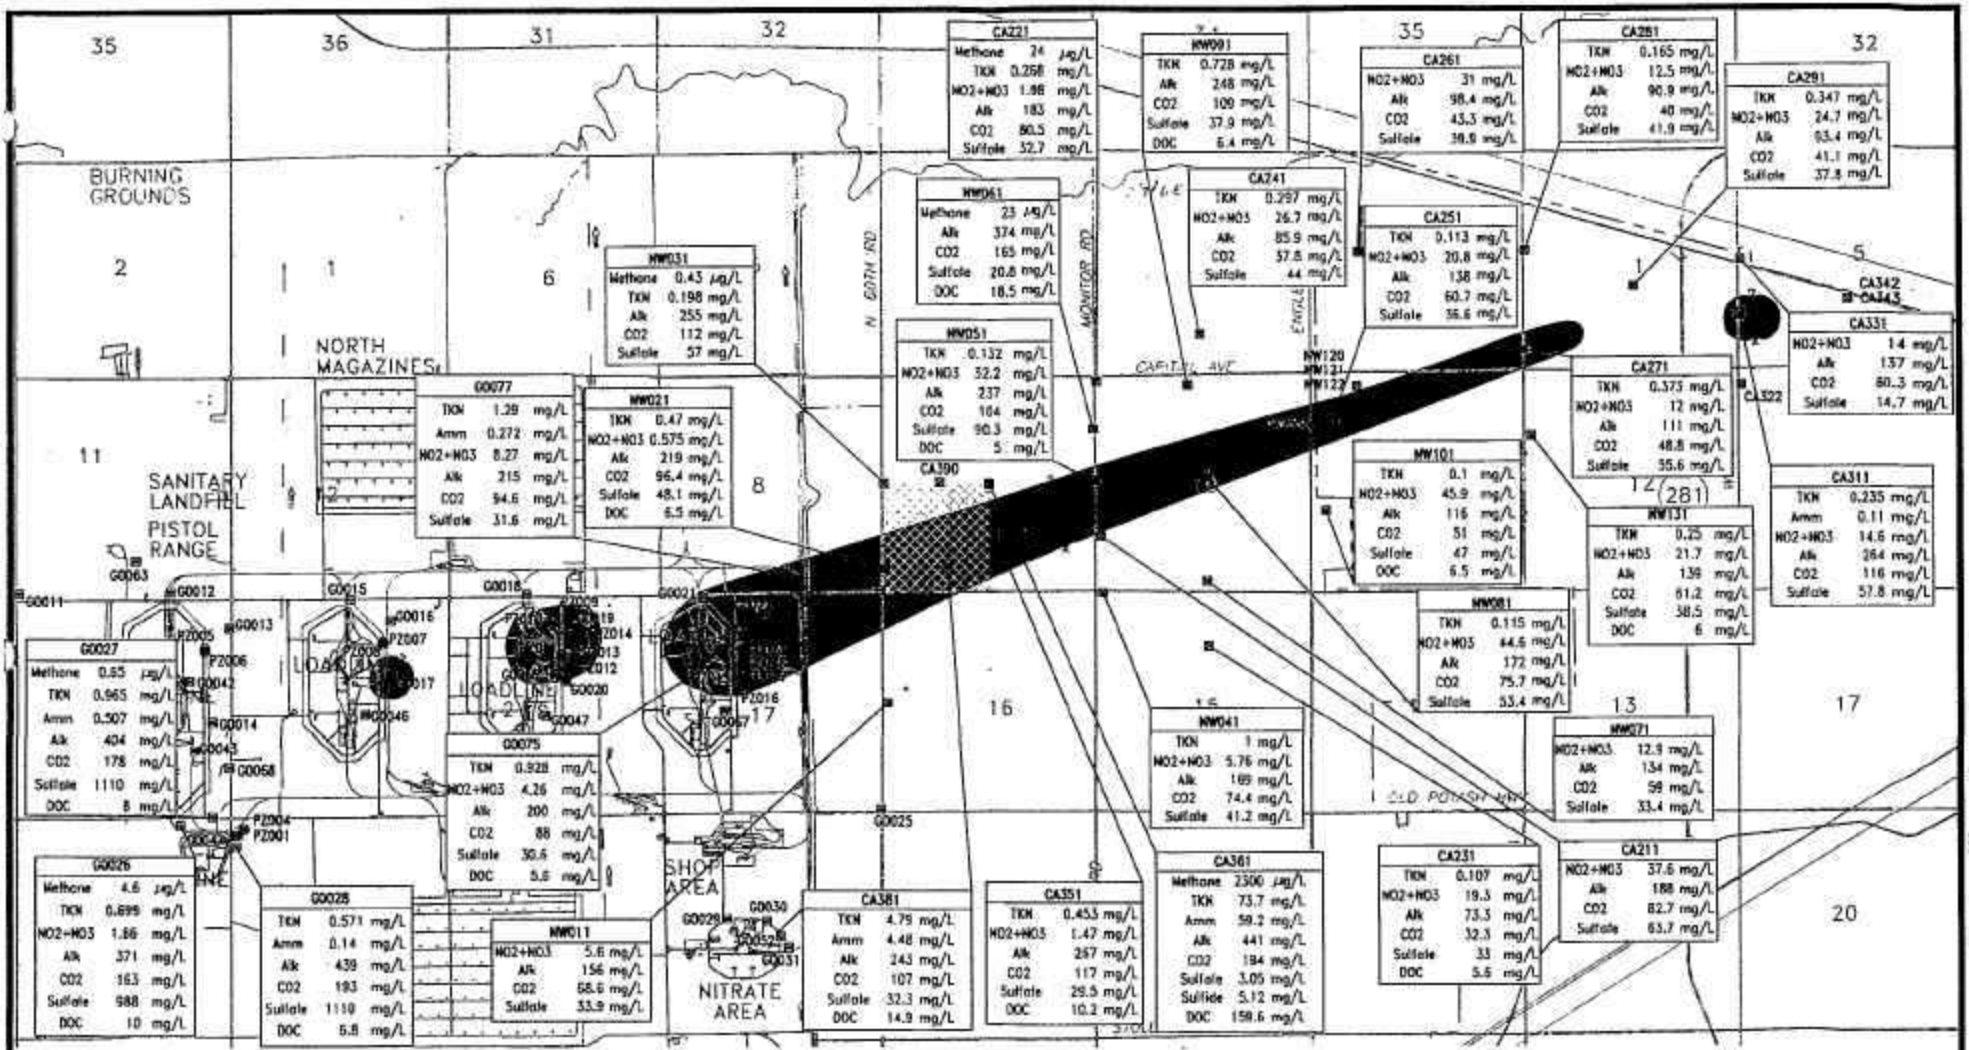 35
36
31
32
35
32
CA221
Methane 24 µg/L
TKN 0.268 mg/L
NO2+NO3 1.98 mg/L
Alk 183 mg/L
CO2 80.5 mg/L
Sulfate 32.7 mg/L
MW091
TKN 0.728 mg/L
Alk 248 mg/L
CO2 109 mg/L
Sulfate 37.9 mg/L
DOC 6.4 mg/L
CA261
NO2+NO3 31 mg/L
Alk 98.4 mg/L
CO2 43.3 mg/L
Sulfate 39.9 mg/L
CA281
TKN 0.165 mg/L
NO2+NO3 12.5 mg/L
Alk 90.9 mg/L
CO2 40 mg/L
Sulfate 41.9 mg/L
CA291
TKN 0.347 mg/L
NO2+NO3 24.7 mg/L
Alk 93.4 mg/L
CO2 41.1 mg/L
Sulfate 37.8 mg/L
BURNING
GROUNDS
2
1
6
5
1
MW031
Methane 0.43 µg/L
TKN 0.198 mg/L
Alk 255 mg/L
CO2 112 mg/L
Sulfate 57 mg/L
MW061
Methane 23 µg/L
Alk 374 mg/L
CO2 165 mg/L
Sulfate 20.8 mg/L
DOC 18.5 mg/L
CA241
TKN 0.297 mg/L
NO2+NO3 26.7 mg/L
Alk 85.9 mg/L
CO2 37.8 mg/L
Sulfate 44 mg/L
CA251
TKN 0.113 mg/L
NO2+NO3 20.8 mg/L
Alk 138 mg/L
CO2 60.7 mg/L
Sulfate 36.6 mg/L
N 60TH RD
MONITOR RD
ENGLE
CAPITAL AVE
CA342
CA343
CA331
NO2+NO3 14 mg/L
Alk 137 mg/L
CO2 60.3 mg/L
Sulfate 14.7 mg/L
MW051
TKN 0.132 mg/L
NO2+NO3 32.2 mg/L
Alk 237 mg/L
CO2 104 mg/L
Sulfate 90.3 mg/L
DOC 5 mg/L
CA390
MW120
MW121
MW122
CA322
NORTH
MAGAZINES
11
SANITARY
LANDFILL
PISTOL
RANGE
12
8
G0077
TKN 1.29 mg/L
Amm 0.272 mg/L
NO2+NO3 8.27 mg/L
Alk 215 mg/L
CO2 94.6 mg/L
Sulfate 31.6 mg/L
MW021
TKN 0.47 mg/L
NO2+NO3 0.575 mg/L
Alk 219 mg/L
CO2 96.4 mg/L
Sulfate 48.1 mg/L
DOC 6.5 mg/L
CA271
TKN 0.373 mg/L
NO2+NO3 12 mg/L
Alk 111 mg/L
CO2 48.8 mg/L
Sulfate 35.6 mg/L
12
281
MW101
TKN 0.1 mg/L
NO2+NO3 45.9 mg/L
Alk 116 mg/L
CO2 51 mg/L
Sulfate 47 mg/L
DOC 6.5 mg/L
CA311
TKN 0.235 mg/L
Amm 0.11 mg/L
NO2+NO3 14.6 mg/L
Alk 264 mg/L
CO2 116 mg/L
Sulfate 57.8 mg/L
MW131
TKN 0.25 mg/L
NO2+NO3 21.7 mg/L
Alk 139 mg/L
CO2 61.2 mg/L
Sulfate 38.5 mg/L
DOC 6 mg/L
MW081
TKN 0.115 mg/L
NO2+NO3 44.6 mg/L
Alk 172 mg/L
CO2 75.7 mg/L
Sulfate 53.4 mg/L
G0063
G0011
G0012
G0013
G0015
G0016
G0018
G0021
PZ005
PZ006
PZ007
PZ008
G0042
G0014
G0043
G0068
G0046
G0047
G0020
PZ016
G0067
17
16
15
13
17
G0027
Methane 0.65 µg/L
TKN 0.965 mg/L
Amm 0.507 mg/L
Alk 404 mg/L
CO2 178 mg/L
Sulfate 1110 mg/L
DOC 8 mg/L
G0075
TKN 0.928 mg/L
NO2+NO3 4.26 mg/L
Alk 200 mg/L
CO2 88 mg/L
Sulfate 30.6 mg/L
DOC 5.6 mg/L
MW041
TKN 1 mg/L
NO2+NO3 5.76 mg/L
Alk 169 mg/L
CO2 74.4 mg/L
Sulfate 41.2 mg/L
MW071
NO2+NO3 12.9 mg/L
Alk 134 mg/L
CO2 59 mg/L
Sulfate 33.4 mg/L
OLD POTASH HWY
PZ004
PZ001
G0025
SHOP
AREA
G0026
Methane 4.6 µg/L
TKN 0.699 mg/L
NO2+NO3 1.86 mg/L
Alk 371 mg/L
CO2 163 mg/L
Sulfate 988 mg/L
DOC 10 mg/L
G0028
TKN 0.571 mg/L
Amm 0.14 mg/L
Alk 439 mg/L
CO2 193 mg/L
Sulfate 1110 mg/L
DOC 6.8 mg/L
MW011
NO2+NO3 5.6 mg/L
Alk 156 mg/L
CO2 68.6 mg/L
Sulfate 33.9 mg/L
G0029
G0030
G0052
G0031
NITRATE
AREA
CA381
TKN 4.79 mg/L
Amm 4.48 mg/L
Alk 243 mg/L
CO2 107 mg/L
Sulfate 32.3 mg/L
DOC 14.9 mg/L
CA351
TKN 0.453 mg/L
NO2+NO3 1.47 mg/L
Alk 267 mg/L
CO2 117 mg/L
Sulfate 29.5 mg/L
DOC 10.2 mg/L
CA361
Methane 2300 µg/L
TKN 73.7 mg/L
Amm 59.2 mg/L
Alk 441 mg/L
CO2 194 mg/L
Sulfate 3.05 mg/L
Sulfide 5.12 mg/L
DOC 159.6 mg/L
CA231
TKN 0.107 mg/L
NO2+NO3 19.3 mg/L
Alk 73.3 mg/L
CO2 32.3 mg/L
Sulfate 33 mg/L
DOC 5.6 mg/L
CA211
NO2+NO3 37.6 mg/L
Alk 188 mg/L
CO2 82.7 mg/L
Sulfate 63.7 mg/L
20